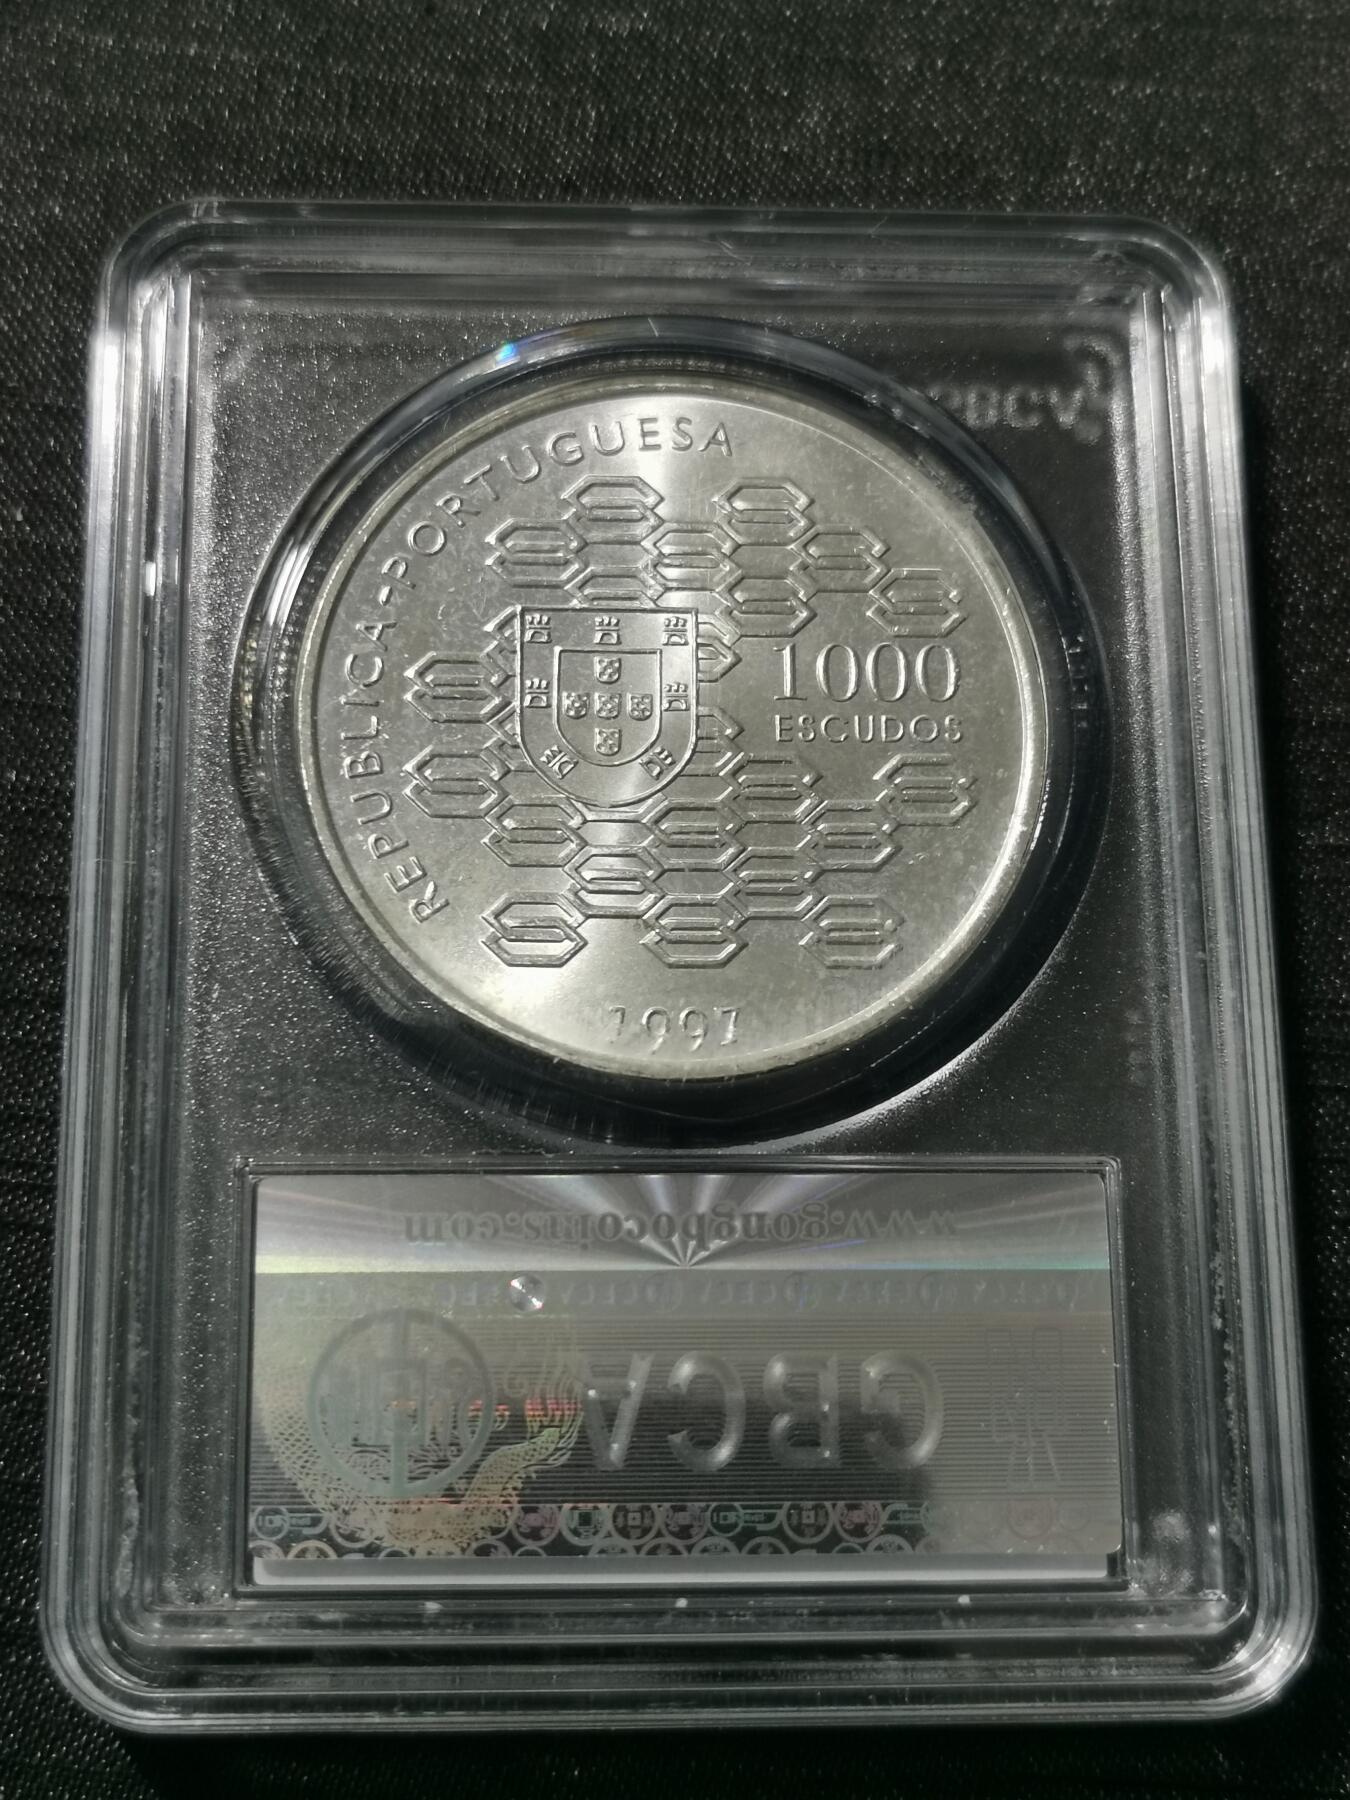 REPUBLICA-PORTUGUESA
1000
ESCUDOS
1997
www.gongbocoins.com
GBCA